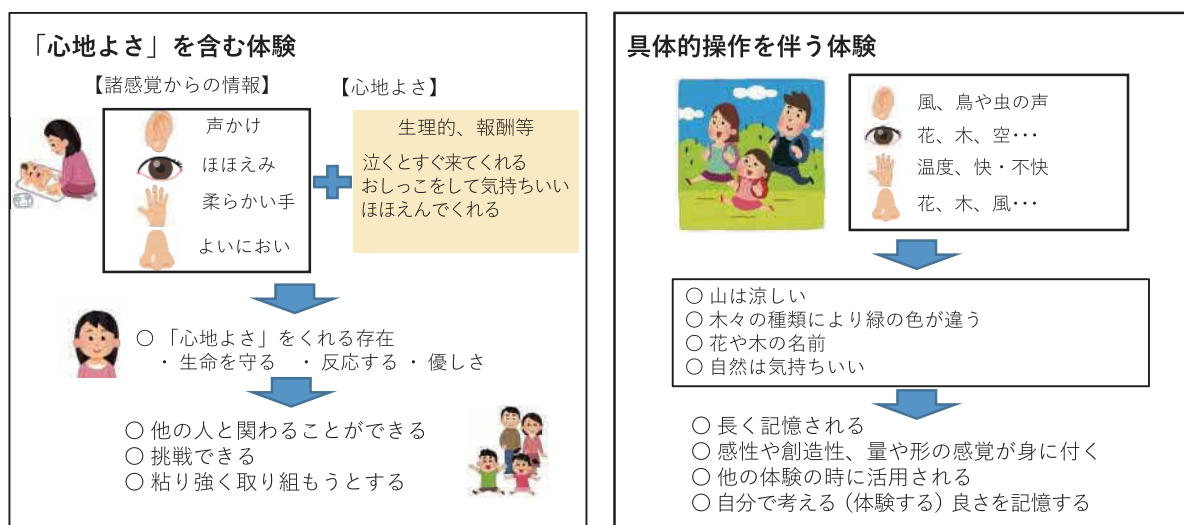 「心地よさ」を含む体験
【諸感覚からの情報】
【心地よさ】
声かけ
ほほえみ
柔らかい手
よいにおい
生理的、報酬等
泣くとすぐ来てくれる
おしっこをして気持ちいい
ほほえんでくれる
〇「心地よさ」をくれる存在
・生命を守る ・反応する ・優しさ
〇 他の人と関わることができる
〇 挑戦できる
〇 粘り強く取り組もうとする
具体的操作を伴う体験
風、鳥や虫の声
花、木、空･･･
温度、快・不快
花、木、風･･･
〇 山は涼しい
〇 木々の種類により緑の色が違う
〇 花や木の名前
〇 自然は気持ちいい
〇 長く記憶される
〇 感性や創造性、量や形の感覚が身に付く
〇 他の体験の時に活用される
〇 自分で考える（体験する）良さを記憶する